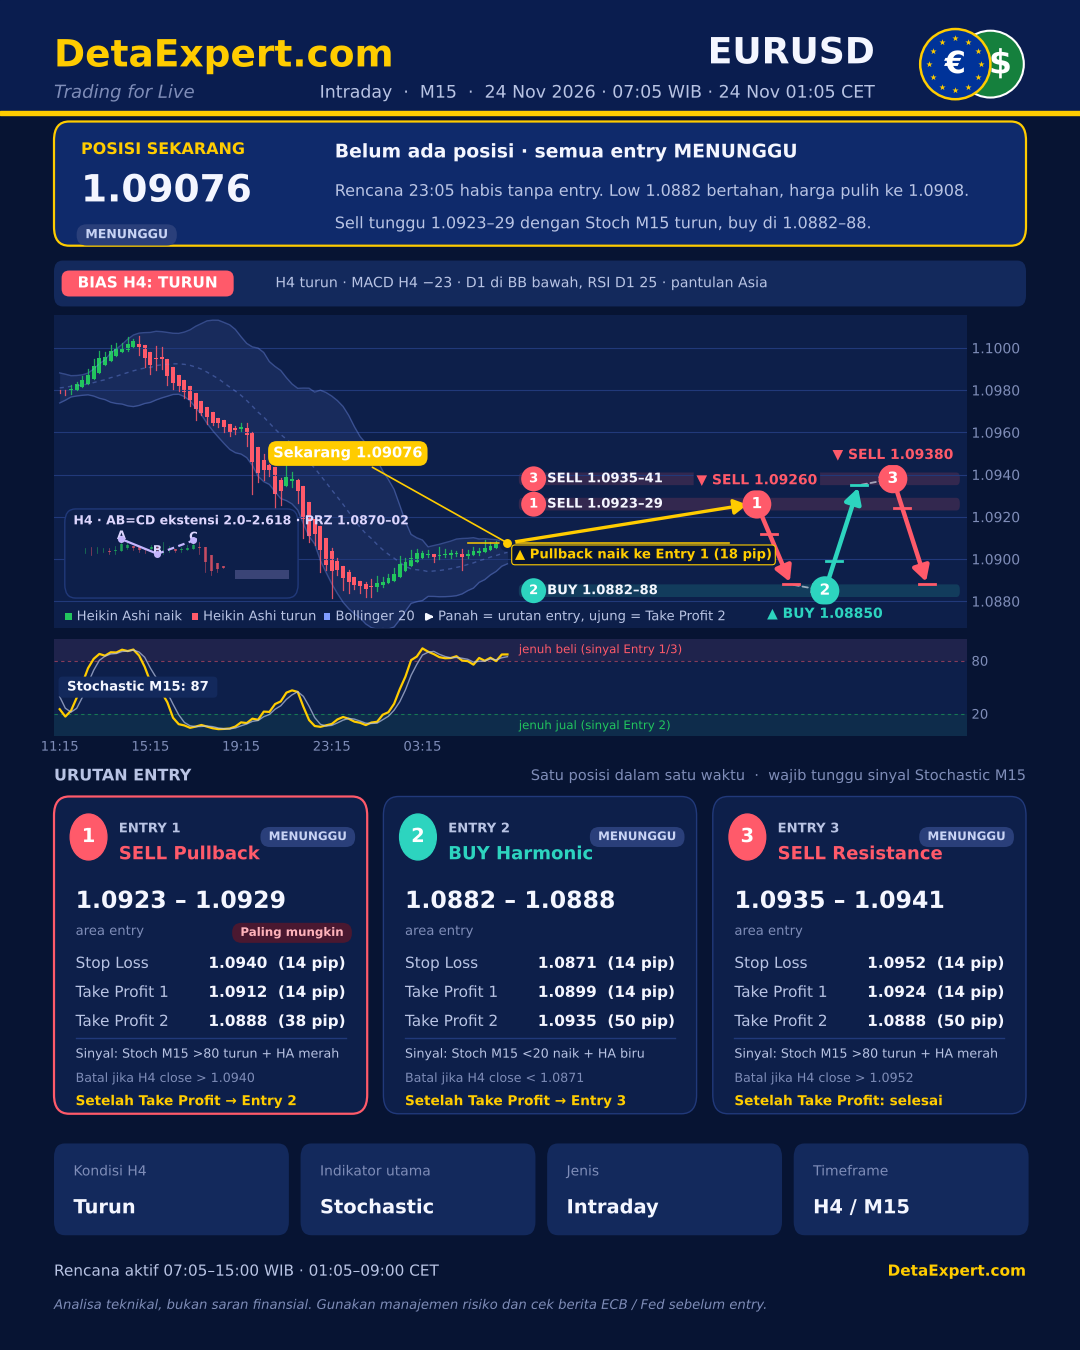 DetaExpert.com
Trading for Live
EURUSD
Intraday · M15 · 24 Nov 2026 · 07:05 WIB · 24 Nov 01:05 CET
€ $
POSISI SEKARANG
1.09076
MENUNGGU
Belum ada posisi · semua entry MENUNGGU
Rencana 23:05 habis tanpa entry. Low 1.0882 bertahan, harga pulih ke 1.0908.
Sell tunggu 1.0923–29 dengan Stoch M15 turun, buy di 1.0882–88.
BIAS H4: TURUN
H4 turun · MACD H4 −23 · D1 di BB bawah, RSI D1 25 · pantulan Asia
1.1000
1.0980
1.0960
1.0940
1.0920
1.0900
1.0880
Sekarang 1.09076
▼ SELL 1.09380
3 SELL 1.0935–41
▼ SELL 1.09260
3
1 SELL 1.0923–29
1
H4 · AB=CD ekstensi 2.0–2.618 · PRZ 1.0870–02
A
B
C
▲ Pullback naik ke Entry 1 (18 pip)
2 BUY 1.0882–88
2
▲ BUY 1.08850
Heikin Ashi naik
Heikin Ashi turun
Bollinger 20
Panah = urutan entry, ujung = Take Profit 2
jenuh beli (sinyal Entry 1/3)
80
Stochastic M15: 87
20
jenuh jual (sinyal Entry 2)
11:15 15:15 19:15 23:15 03:15
URUTAN ENTRY
Satu posisi dalam satu waktu · wajib tunggu sinyal Stochastic M15
1
ENTRY 1
MENUNGGU
SELL Pullback
1.0923 – 1.0929
area entry
Paling mungkin
Stop Loss 1.0940 (14 pip)
Take Profit 1 1.0912 (14 pip)
Take Profit 2 1.0888 (38 pip)
Sinyal: Stoch M15 >80 turun + HA merah
Batal jika H4 close > 1.0940
Setelah Take Profit → Entry 2
2
ENTRY 2
MENUNGGU
BUY Harmonic
1.0882 – 1.0888
area entry
Stop Loss 1.0871 (14 pip)
Take Profit 1 1.0899 (14 pip)
Take Profit 2 1.0935 (50 pip)
Sinyal: Stoch M15 <20 naik + HA biru
Batal jika H4 close < 1.0871
Setelah Take Profit → Entry 3
3
ENTRY 3
MENUNGGU
SELL Resistance
1.0935 – 1.0941
area entry
Stop Loss 1.0952 (14 pip)
Take Profit 1 1.0924 (14 pip)
Take Profit 2 1.0888 (50 pip)
Sinyal: Stoch M15 >80 turun + HA merah
Batal jika H4 close > 1.0952
Setelah Take Profit: selesai
Kondisi H4
Turun
Indikator utama
Stochastic
Jenis
Intraday
Timeframe
H4 / M15
Rencana aktif 07:05–15:00 WIB · 01:05–09:00 CET
DetaExpert.com
Analisa teknikal, bukan saran finansial. Gunakan manajemen risiko dan cek berita ECB / Fed sebelum entry.